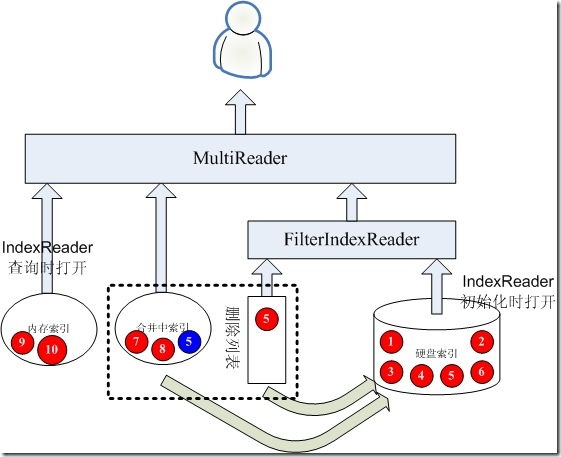 MultiReader
FilterIndexReader
IndexReader
查询时打开
IndexReader
初始化时打开
内存索引
9
10
合并中索引
7
8
5
删除列表
5
硬盘索引
1
2
3
4
5
6